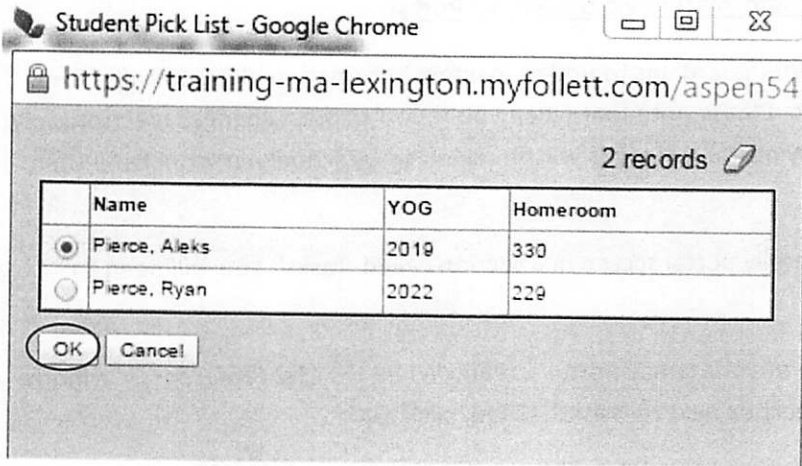 Student Pick List - Google Chrome
https://training-ma-lexington.myfollett.com/aspen54
2 records
Name YOG Homeroom
Pierce, Aleks 2019 330
Pierce, Ryan 2022 229
OK Cancel